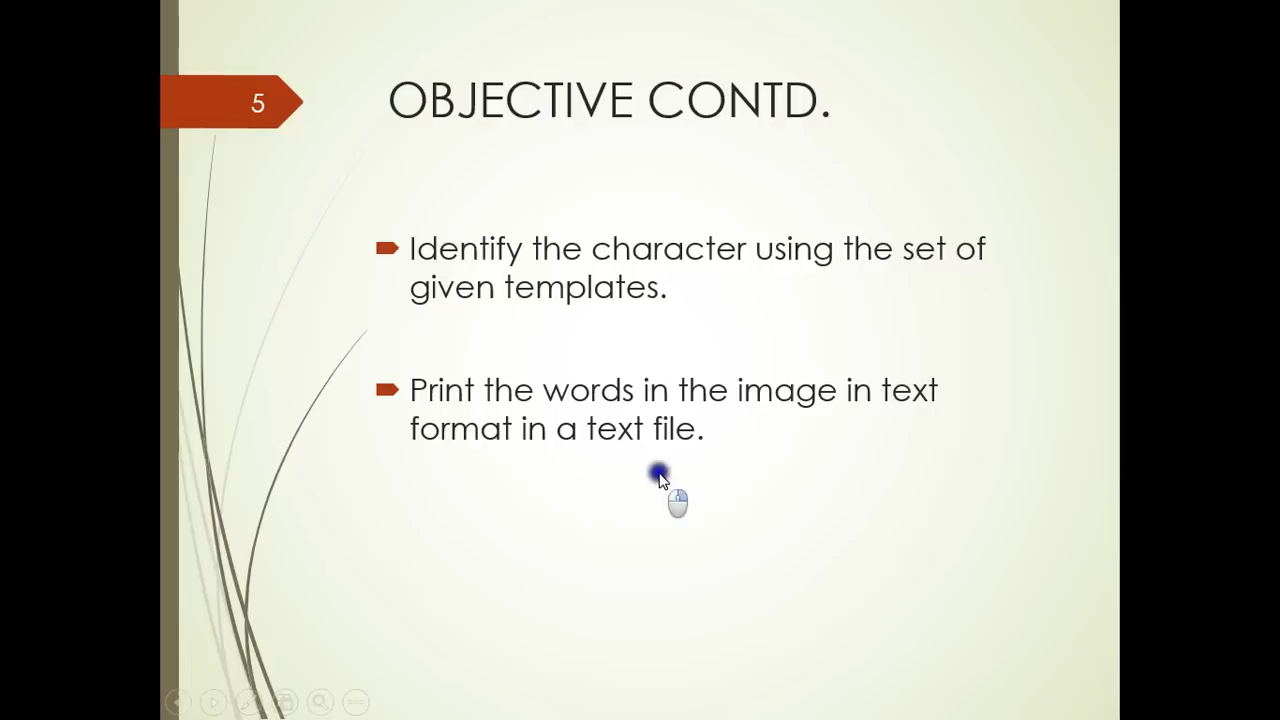 5
OBJECTIVE CONTD.
Identify the character using the set of
given templates.
Print the words in the image in text
format in a text file.